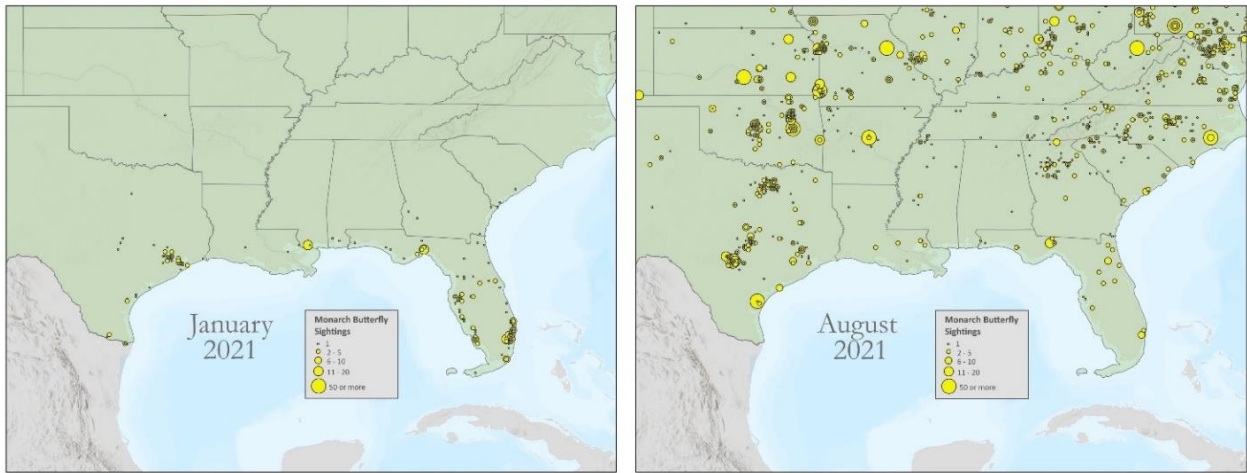 January
2021
Monarch Butterfly
Sightings
1
2 - 5
6 - 10
11 - 20
50 or more
August
2021
Monarch Butterfly
Sightings
1
2 - 5
6 - 10
11 - 20
50 or more